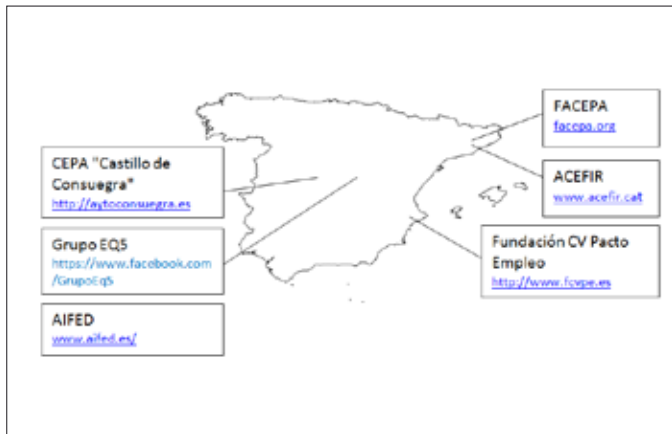 FACEPA
facepa.org
CEPA "Castillo de
Consuegra"
http://aytoconsuegra.es
ACEFIR
www.acefir.cat
Grupo EQ5
https://www.facebook.com
/GrupoEq5
Fundación CV Pacto
Empleo
http://www.fcvpe.es
AIFED
www.aifed.es/